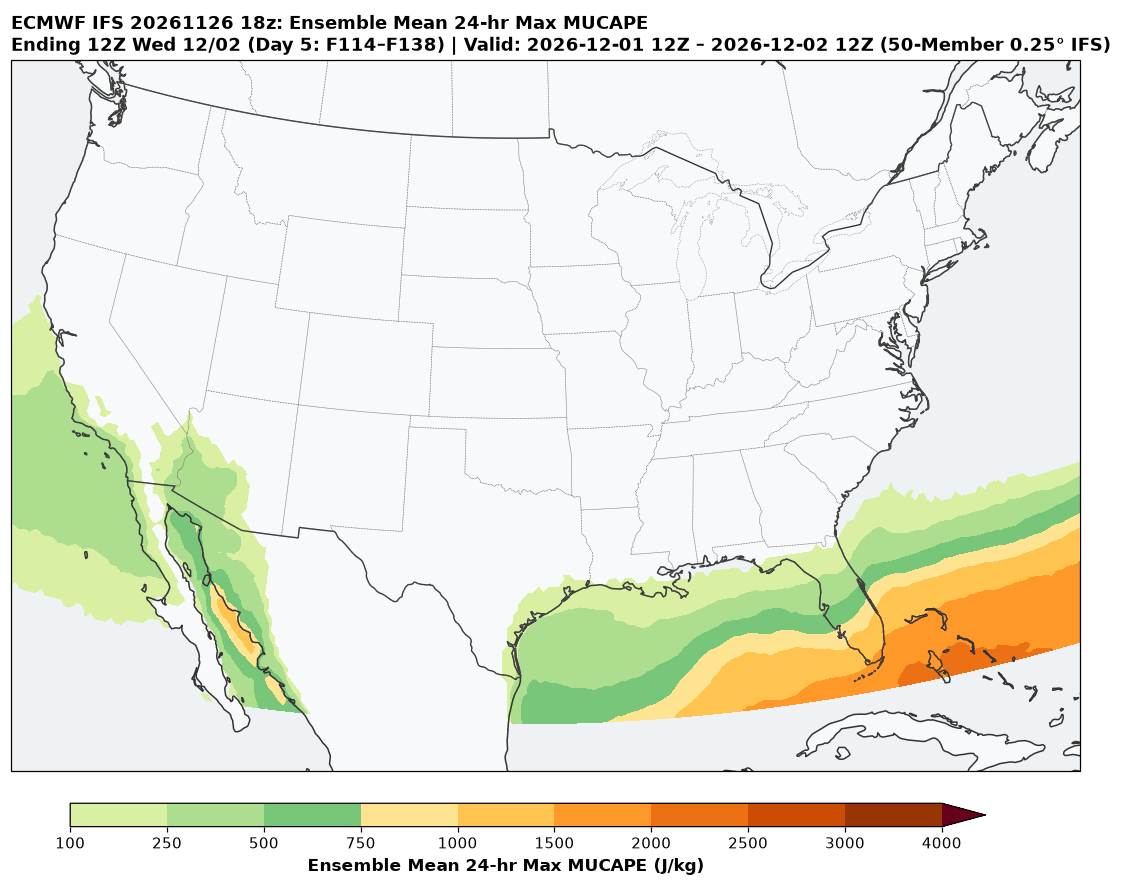 ECMWF IFS 20261126 18z: Ensemble Mean 24-hr Max MUCAPE
Ending 12Z Wed 12/02 (Day 5: F114–F138) | Valid: 2026-12-01 12Z – 2026-12-02 12Z (50-Member 0.25° IFS)
100 250 500 750 1000 1500 2000 2500 3000 4000
Ensemble Mean 24-hr Max MUCAPE (J/kg)